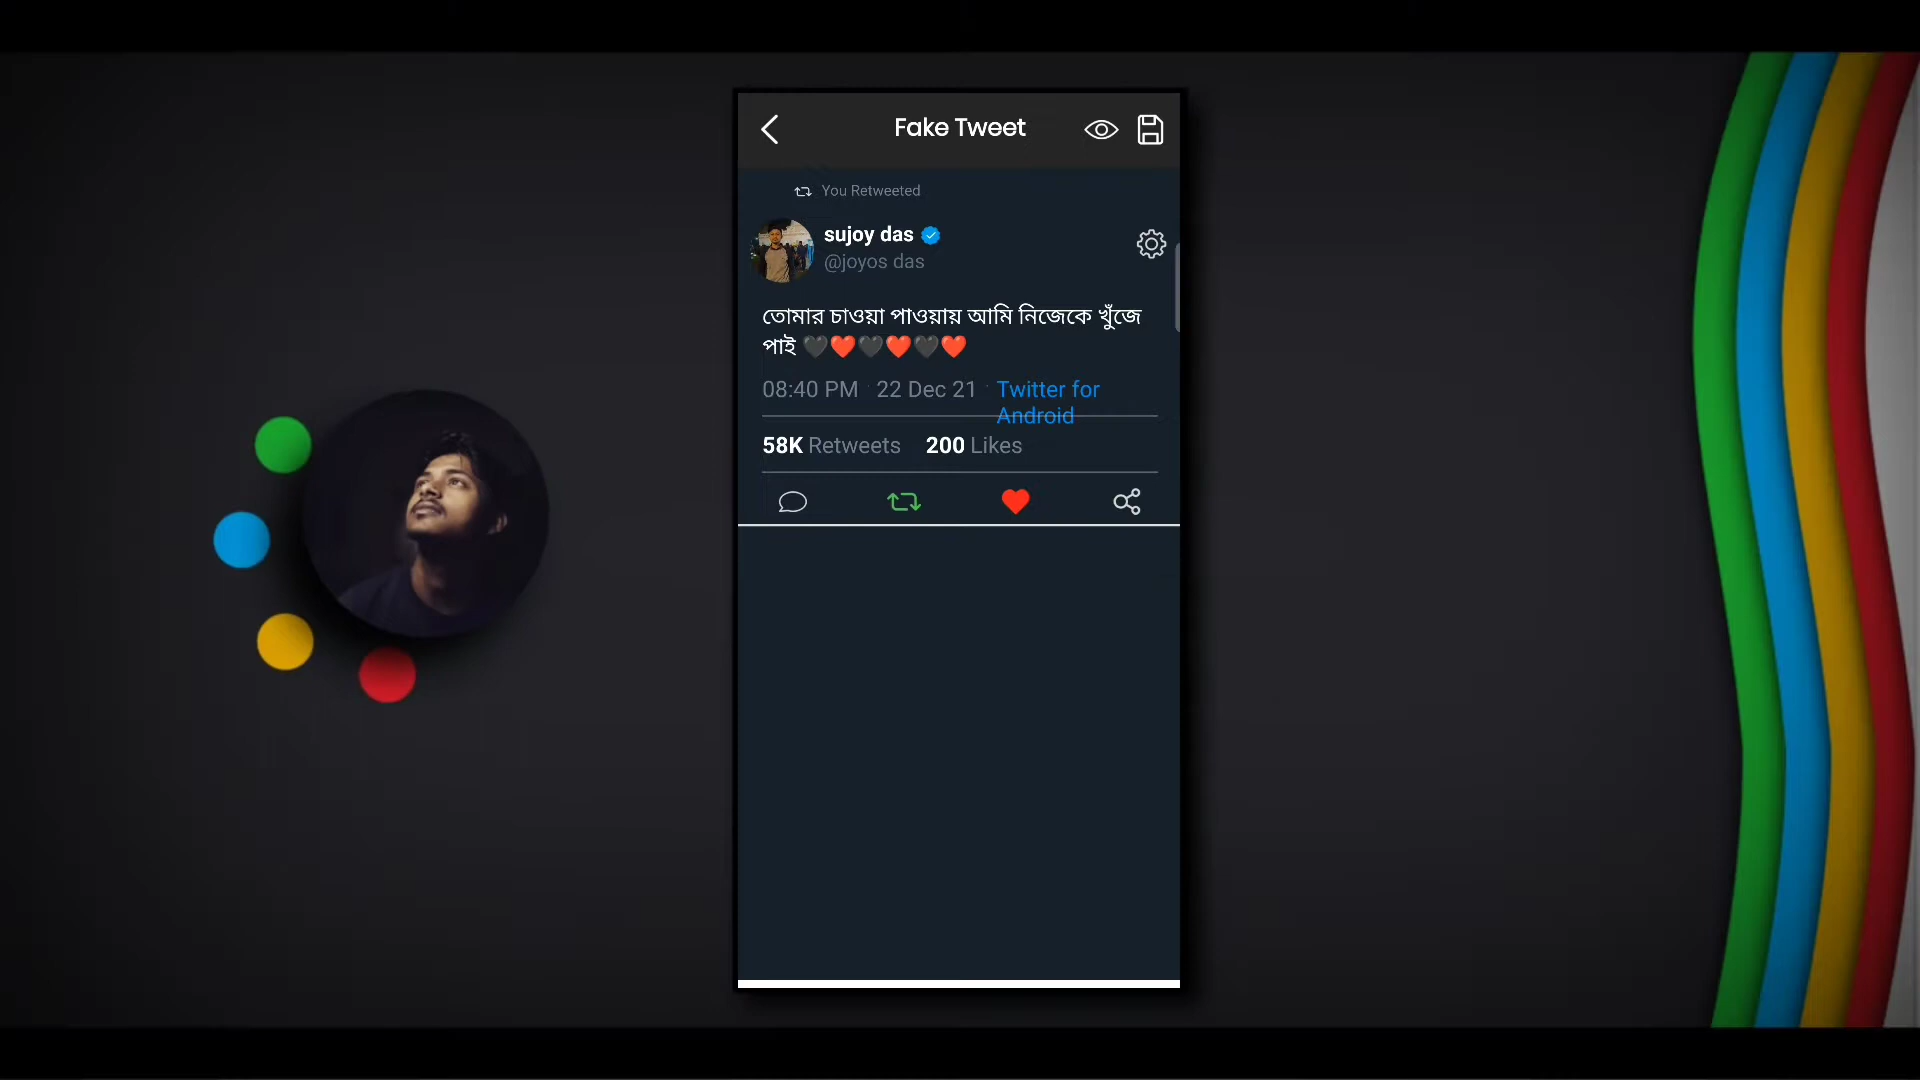 Fake Tweet
You Retweeted
sujoy das
@joyos das
তোমার চাওয়া পাওয়ায় আমি নিজেকে খুঁজে
পাই 🖤❤️🖤❤️🖤❤️
08:40 PM · 22 Dec 21 · Twitter for
Android
58K Retweets 200 Likes